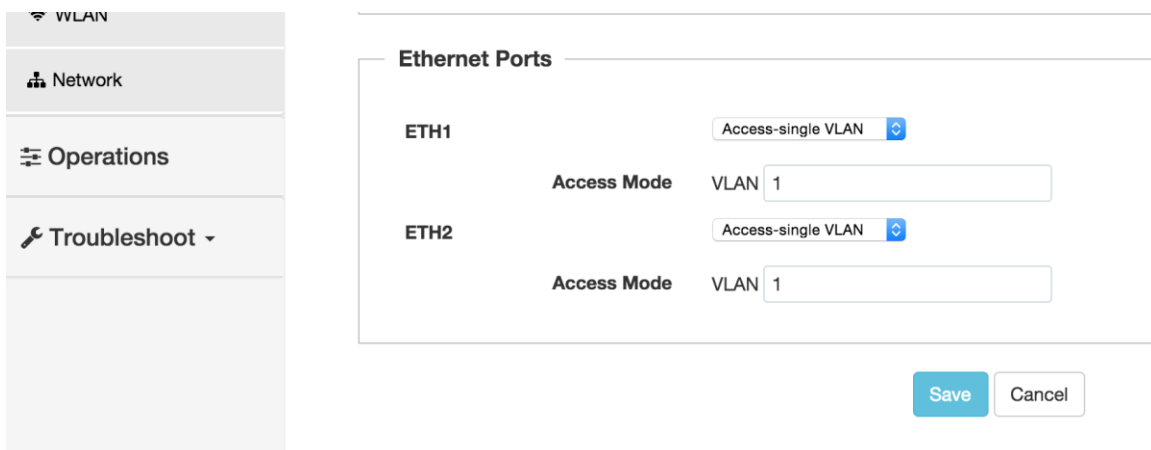 WLAN
Network
Operations
Troubleshoot
Ethernet Ports
ETH1 Access-single VLAN
Access Mode VLAN 1
ETH2 Access-single VLAN
Access Mode VLAN 1
Save Cancel